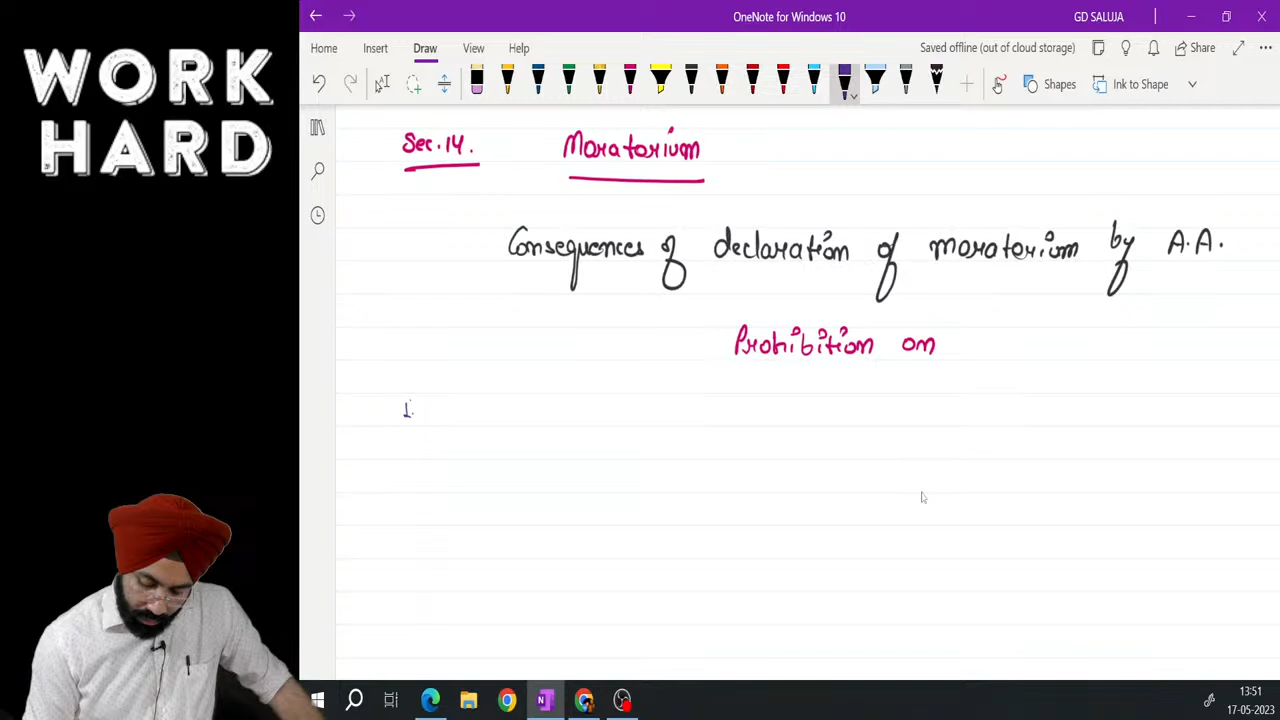 WORK
HARD
OneNote for Windows 10
GD SALUJA
Home Insert Draw View Help
Saved offline (out of cloud storage)
Share
Shapes
Ink to Shape
Sec. 14. Moratorium
Consequences of declaration of moratorium by A.A.
Prohibition on
1.
13:51
17-05-2023